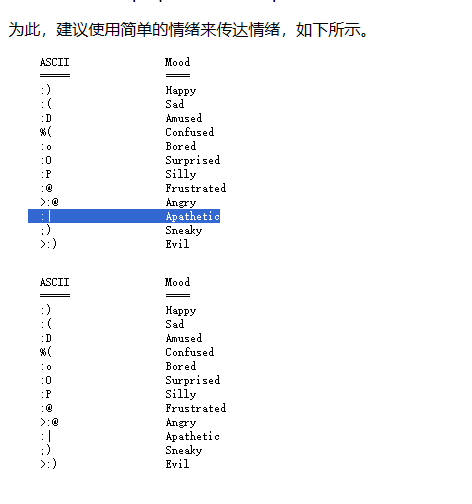 为此，建议使用简单的情绪来传达情绪，如下所示。
ASCII Mood
===== ====
:) Happy
:( Sad
:D Amused
%( Confused
:o Bored
:O Surprised
:P Silly
:@ Frustrated
>:@ Angry
:| Apathetic
;) Sneaky
>:) Evil
ASCII Mood
===== ====
:) Happy
:( Sad
:D Amused
%( Confused
:o Bored
:O Surprised
:P Silly
:@ Frustrated
>:@ Angry
:| Apathetic
;) Sneaky
>:) Evil